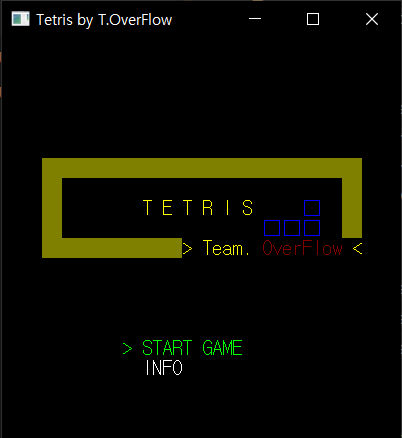 Tetris by T.OverFlow
T E T R I S
> Team. OverFlow <
> START GAME
INFO